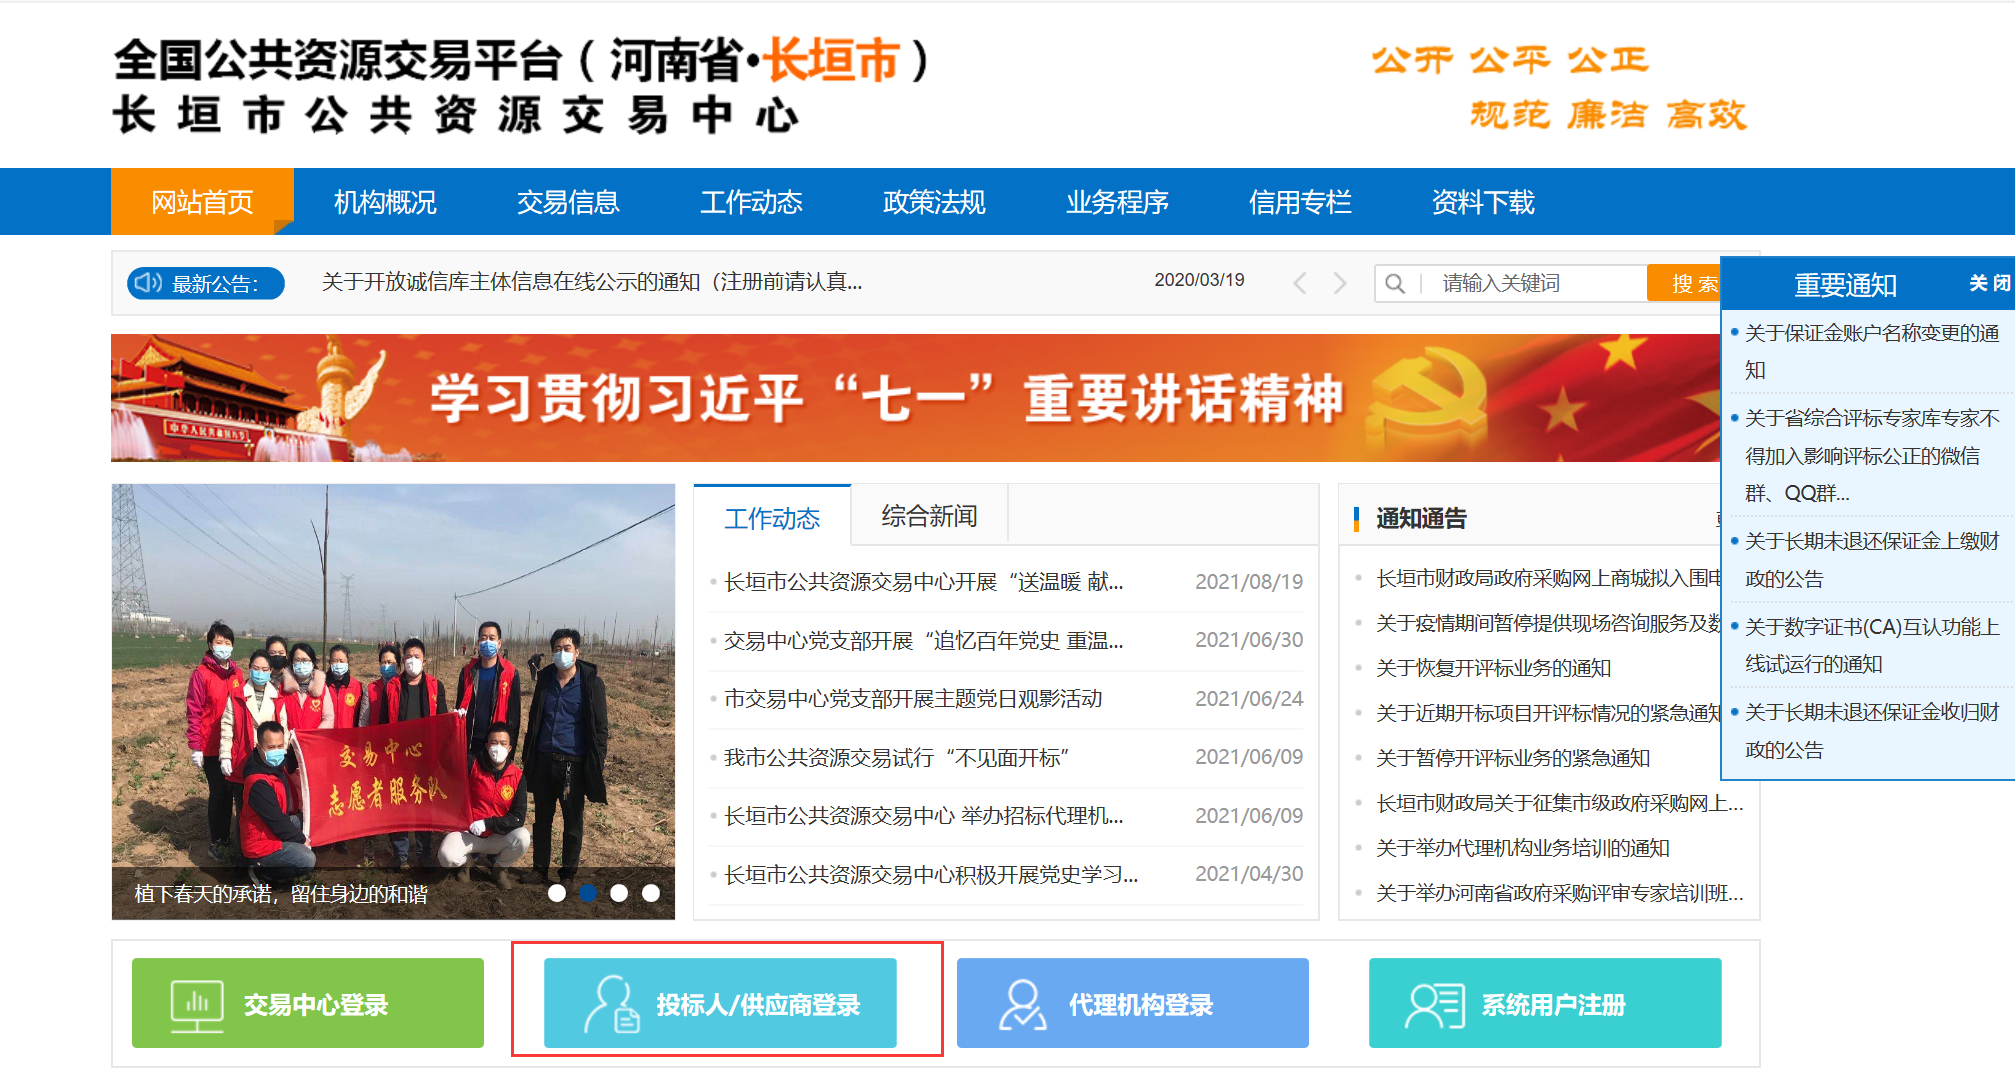 全国公共资源交易平台（河南省·长垣市）
长垣市公共资源交易中心
公开 公平 公正
规范 廉洁 高效
网站首页 机构概况 交易信息 工作动态 政策法规 业务程序 信用专栏 资料下载
最新公告： 关于开放诚信库主体信息在线公示的通知（注册前请认真... 2020/03/19 请输入关键词 搜 索
学习贯彻习近平“七一”重要讲话精神
中华人民共和国万岁
交易中心
志愿者服务队
植下春天的承诺，留住身边的和谐
工作动态 综合新闻
长垣市公共资源交易中心开展“送温暖 献... 2021/08/19
交易中心党支部开展“追忆百年党史 重温... 2021/06/30
市交易中心党支部开展主题党日观影活动 2021/06/24
我市公共资源交易试行“不见面开标” 2021/06/09
长垣市公共资源交易中心 举办招标代理机... 2021/06/09
长垣市公共资源交易中心积极开展党史学习... 2021/04/30
通知通告
长垣市财政局政府采购网上商城拟入围电
关于疫情期间暂停提供现场咨询服务及数
关于恢复开评标业务的通知
关于近期开标项目开评标情况的紧急通知
关于暂停开评标业务的紧急通知
长垣市财政局关于征集市级政府采购网上...
关于举办代理机构业务培训的通知
关于举办河南省政府采购评审专家培训班...
重要通知 关 闭
关于保证金账户名称变更的通
知
关于省综合评标专家库专家不
得加入影响评标公正的微信
群、QQ群...
关于长期未退还保证金上缴财
政的公告
关于数字证书(CA)互认功能上
线试运行的通知
关于长期未退还保证金收归财
政的公告
交易中心登录 投标人/供应商登录 代理机构登录 系统用户注册